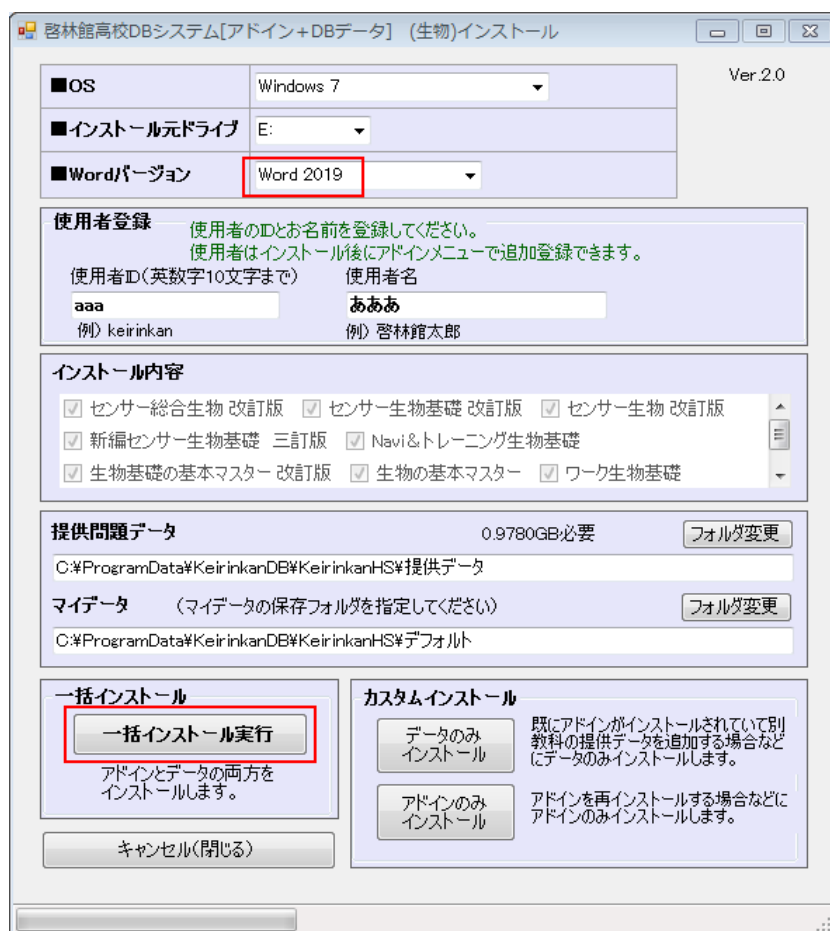 啓林館高校DBシステム[アドイン+DBデータ] (生物)インストール
Ver.2.0
■OS Windows 7
■インストール元ドライブ E:
■Wordバージョン Word 2019
使用者登録
使用者のIDとお名前を登録してください。
使用者はインストール後にアドインメニューで追加登録できます。
使用者ID(英数字10文字まで) 使用者名
aaa あああ
例) keirinkan 例) 啓林館太郎
インストール内容
センサー総合生物 改訂版 センサー生物基礎 改訂版 センサー生物 改訂版
新編センサー生物基礎 三訂版 Navi&トレーニング生物基礎
生物基礎の基本マスター 改訂版 生物の基本マスター ワーク生物基礎
提供問題データ 0.9780GB必要 フォルダ変更
C:¥ProgramData¥KeirinkanDB¥KeirinkanHS¥提供データ
マイデータ (マイデータの保存フォルダを指定してください) フォルダ変更
C:¥ProgramData¥KeirinkanDB¥KeirinkanHS¥デフォルト
一括インストール
一括インストール実行
アドインとデータの両方を
インストールします。
キャンセル(閉じる)
カスタムインストール
データのみ
インストール
既にアドインがインストールされていて別
教科の提供データを追加する場合など
にデータのみインストールします。
アドインのみ
インストール
アドインを再インストールする場合などに
アドインのみインストールします。